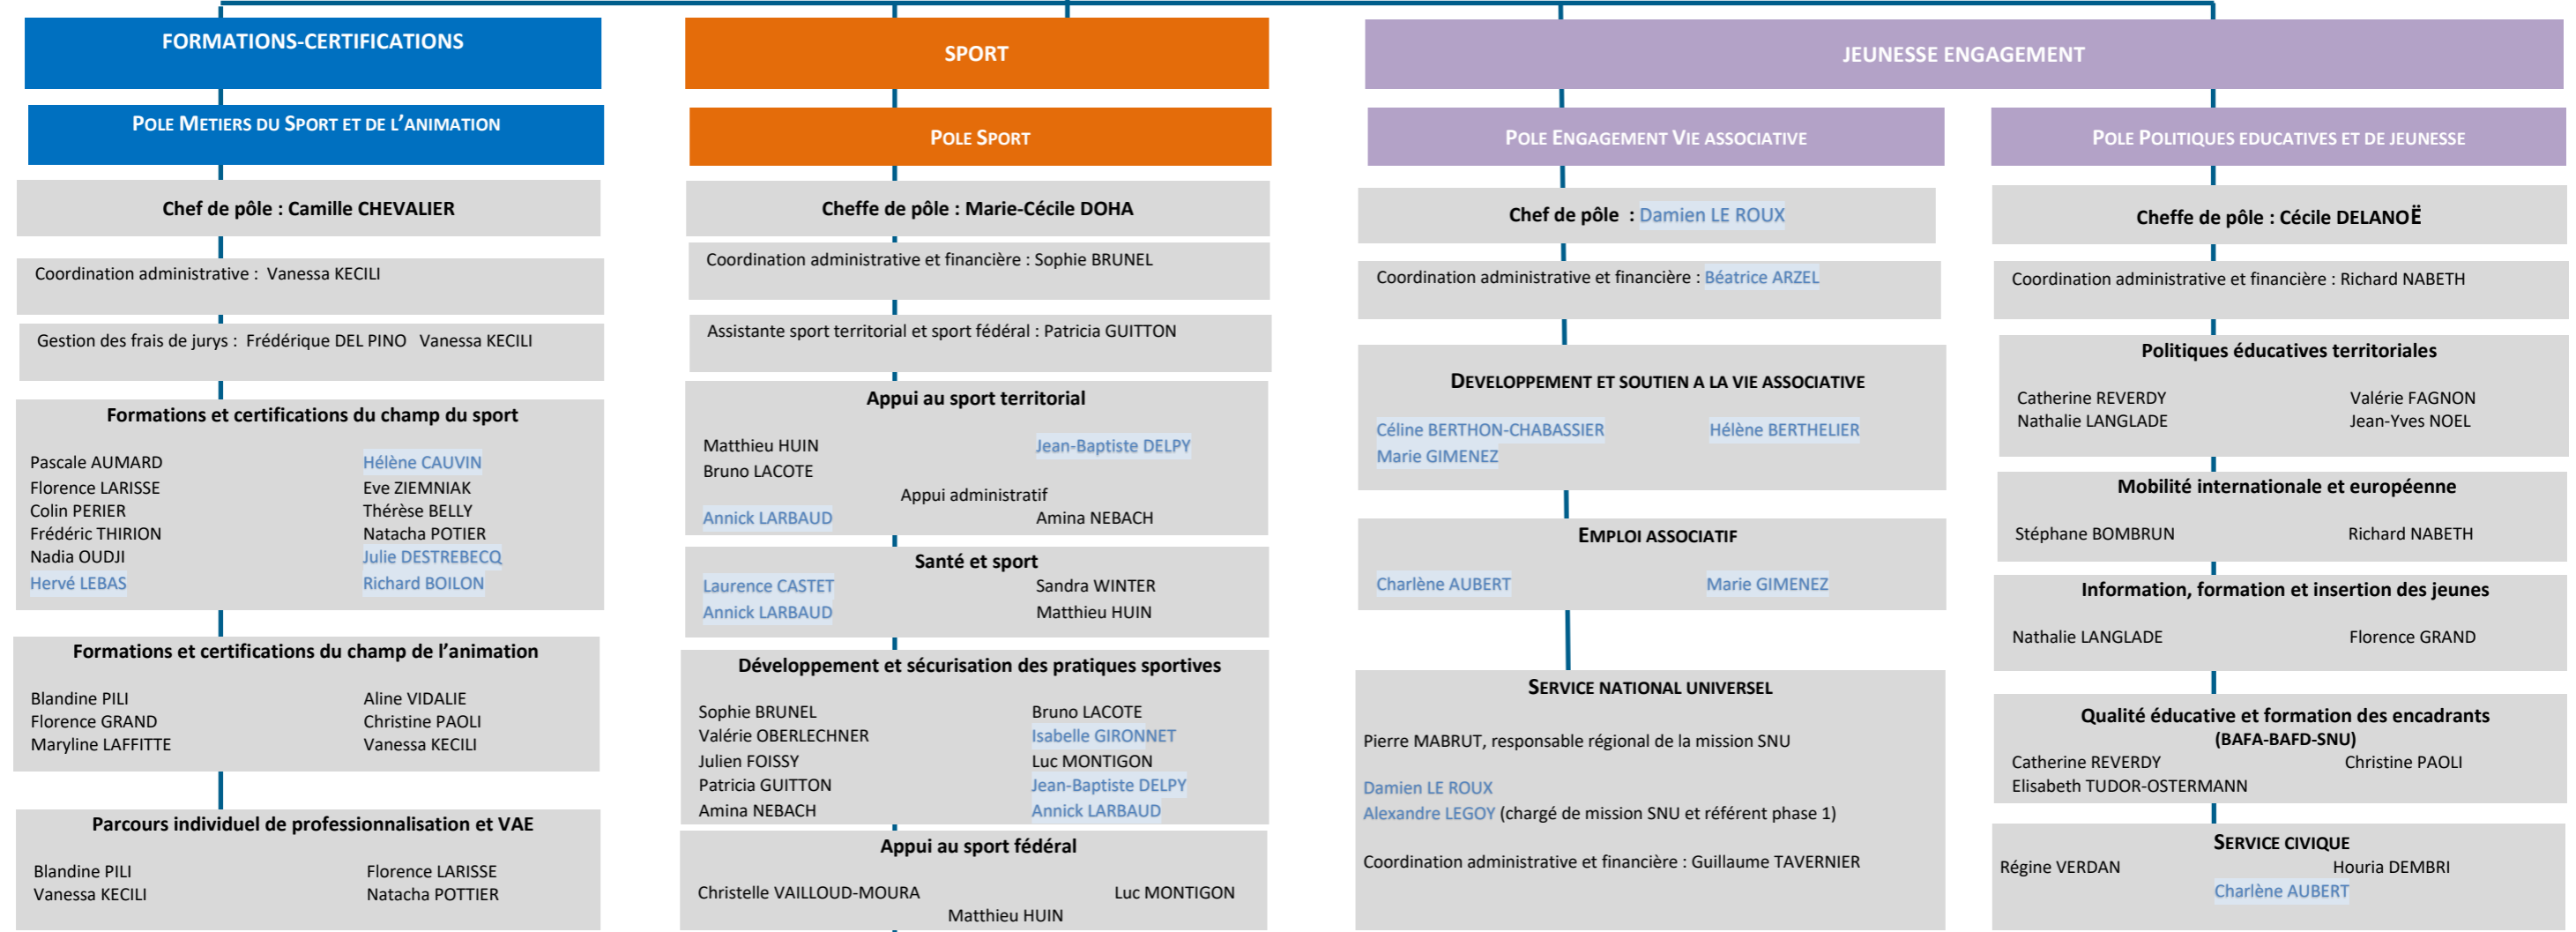 FORMATIONS-CERTIFICATIONS
POLE METIERS DU SPORT ET DE L'ANIMATION
Chef de pôle : Camille CHEVALIER
Coordination administrative : Vanessa KECILI
Gestion des frais de jurys : Frédérique DEL PINO Vanessa KECILI
Formations et certifications du champ du sport
Pascale AUMARD Hélène CAUVIN
Florence LARISSE Eve ZIEMNIAK
Colin PERIER Thérèse BELLY
Frédéric THIRION Natacha POTIER
Nadia OUDJI Julie DESTREBECQ
Hervé LEBAS Richard BOILON
Formations et certifications du champ de l'animation
Blandine PILI Aline VIDALIE
Florence GRAND Christine PAOLI
Maryline LAFFITTE Vanessa KECILI
Parcours individuel de professionnalisation et VAE
Blandine PILI Florence LARISSE
Vanessa KECILI Natacha POTTIER
SPORT
POLE SPORT
Cheffe de pôle : Marie-Cécile DOHA
Coordination administrative et financière : Sophie BRUNEL
Assistante sport territorial et sport fédéral : Patricia GUITTON
Appui au sport territorial
Matthieu HUIN Jean-Baptiste DELPY
Bruno LACOTE
Appui administratif
Annick LARBAUD Amina NEBACH
Santé et sport
Laurence CASTET Sandra WINTER
Annick LARBAUD Matthieu HUIN
Développement et sécurisation des pratiques sportives
Sophie BRUNEL Bruno LACOTE
Valérie OBERLECHNER Isabelle GIRONNET
Julien FOISSY Luc MONTIGON
Patricia GUITTON Jean-Baptiste DELPY
Amina NEBACH Annick LARBAUD
Appui au sport fédéral
Christelle VAILLOUD-MOURA Luc MONTIGON
Matthieu HUIN
JEUNESSE ENGAGEMENT
POLE ENGAGEMENT VIE ASSOCIATIVE
Chef de pôle : Damien LE ROUX
Coordination administrative et financière : Béatrice ARZEL
DEVELOPPEMENT ET SOUTIEN A LA VIE ASSOCIATIVE
Céline BERTHON-CHABASSIER Hélène BERTHELIER
Marie GIMENEZ
EMPLOI ASSOCIATIF
Charlène AUBERT Marie GIMENEZ
SERVICE NATIONAL UNIVERSEL
Pierre MABRUT, responsable régional de la mission SNU
Damien LE ROUX
Alexandre LEGOY (chargé de mission SNU et référent phase 1)
Coordination administrative et financière : Guillaume TAVERNIER
POLE POLITIQUES EDUCATIVES ET DE JEUNESSE
Cheffe de pôle : Cécile DELANOË
Coordination administrative et financière : Richard NABETH
Politiques éducatives territoriales
Catherine REVERDY Valérie FAGNON
Nathalie LANGLADE Jean-Yves NOEL
Mobilité internationale et européenne
Stéphane BOMBRUN Richard NABETH
Information, formation et insertion des jeunes
Nathalie LANGLADE Florence GRAND
Qualité éducative et formation des encadrants
(BAFA-BAFD-SNU)
Catherine REVERDY Christine PAOLI
Elisabeth TUDOR-OSTERMANN
SERVICE CIVIQUE
Régine VERDAN Houria DEMBRI
Charlène AUBERT